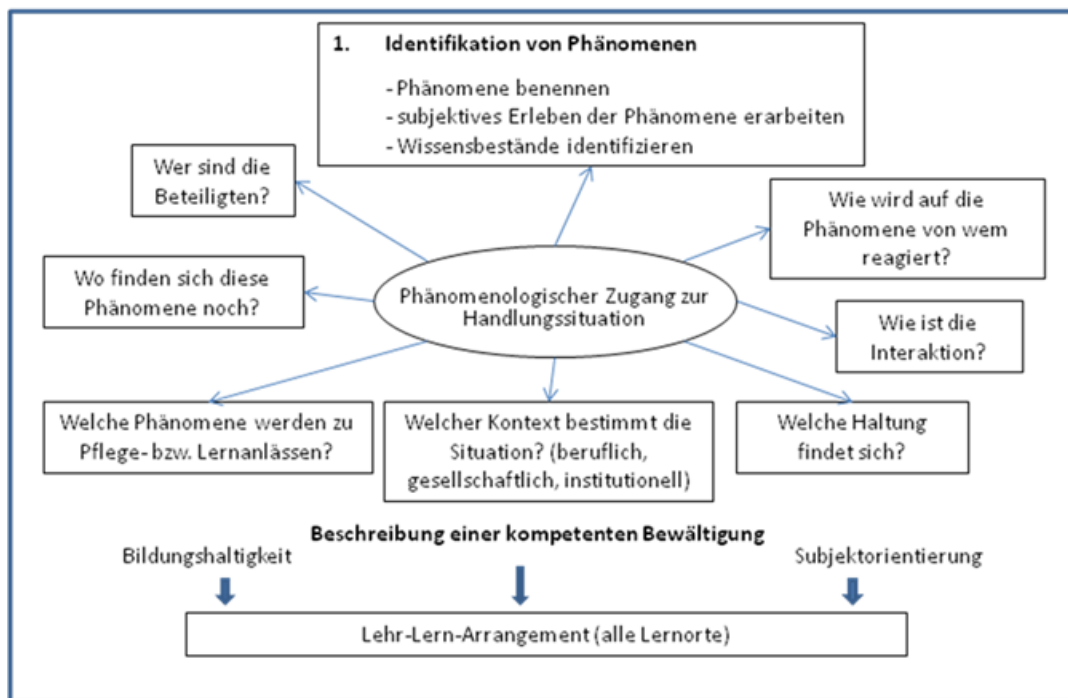 1. Identifikation von Phänomenen
- Phänomene benennen
- subjektives Erleben der Phänomene erarbeiten
- Wissensbestände identifizieren
Wer sind die
Beteiligten?
Wie wird auf die
Phänomene von wem
reagiert?
Wo finden sich diese
Phänomene noch?
Phänomenologischer Zugang zur
Handlungssituation
Wie ist die
Interaktion?
Welche Phänomene werden zu
Pflege- bzw. Lernanlässen?
Welcher Kontext bestimmt die
Situation? (beruflich,
gesellschaftlich, institutionell)
Welche Haltung
findet sich?
Beschreibung einer kompetenten Bewältigung
Bildungshaltigkeit
Subjektorientierung
Lehr-Lern-Arrangement (alle Lernorte)